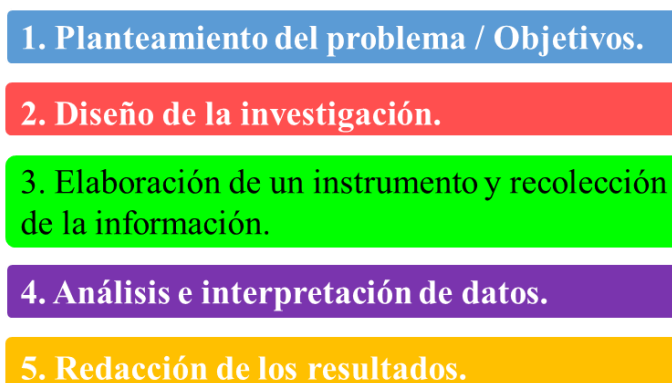 1. Planteamiento del problema / Objetivos.
2. Diseño de la investigación.
3. Elaboración de un instrumento y recolección
de la información.
4. Análisis e interpretación de datos.
5. Redacción de los resultados.